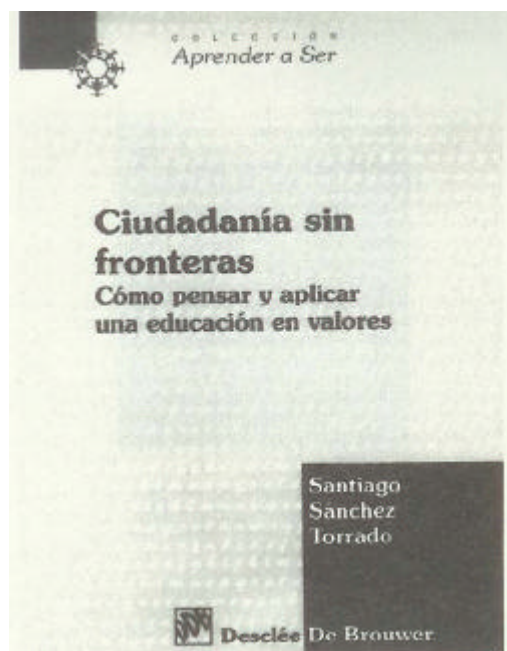 COLECCIÓN
Aprender a Ser
Ciudadanía sin
fronteras
Cómo pensar y aplicar
una educación en valores
Santiago
Sánchez
Torrado
Desclée De Brouwer